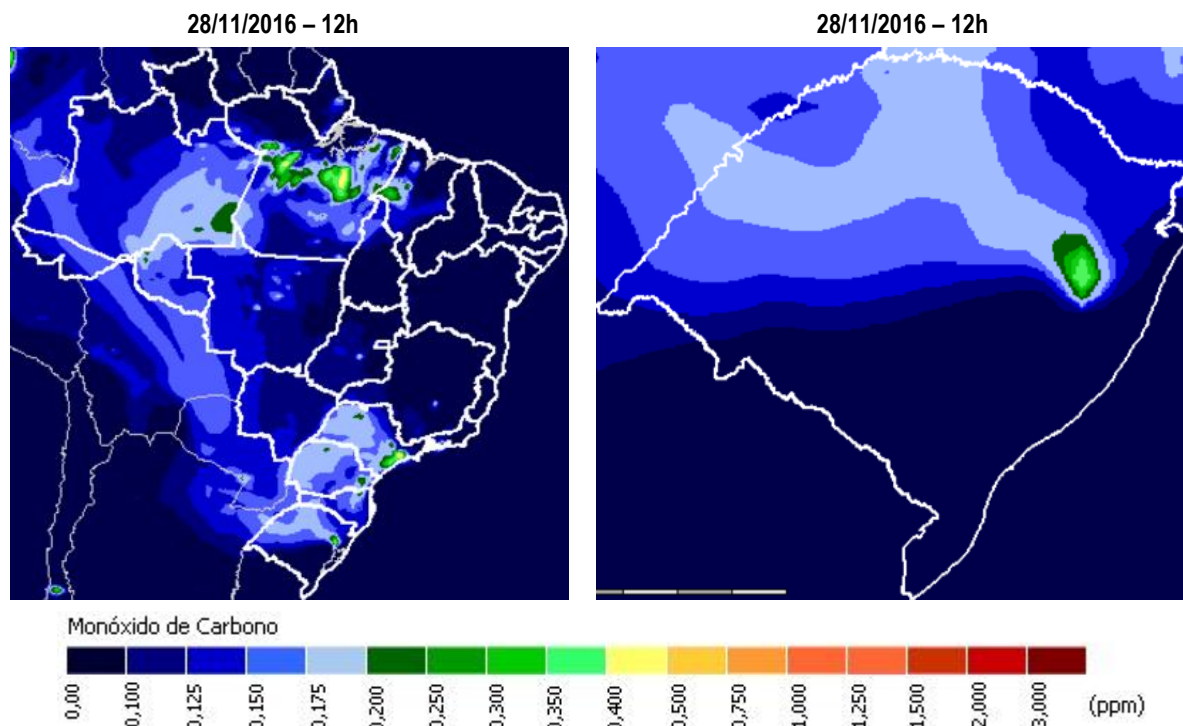 28/11/2016 – 12h
28/11/2016 – 12h
Monóxido de Carbono
0,00 0,100 0,125 0,150 0,175 0,200 0,250 0,300 0,350 0,400 0,500 0,750 1,000 1,250 1,500 2,000 3,000 (ppm)